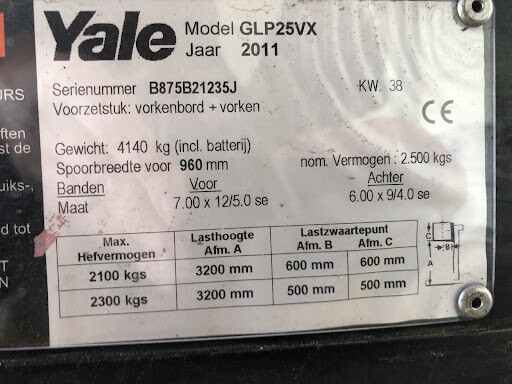 Yale Model GLP25VX
Jaar 2011
Serienummer B875B21235J KW. 38
URS
Voorzetstuk: vorkenbord + vorken
CE
ften
st de
Gewicht: 4140 kg (incl. batterij)
Spoorbreedte voor 960 mm nom. Vermogen : 2.500 kgs
uiks-,
Banden Voor Achter
Maat 7.00 x 12/5.0 se 6.00 x 9/4.0 se
d tot
Max. Hefvermogen Lasthoogte Afm. A Lastzwaartepunt Afm. B Afm. C
2100 kgs 3200 mm 600 mm 600 mm
2300 kgs 3200 mm 500 mm 500 mm
C
B
A
T
N